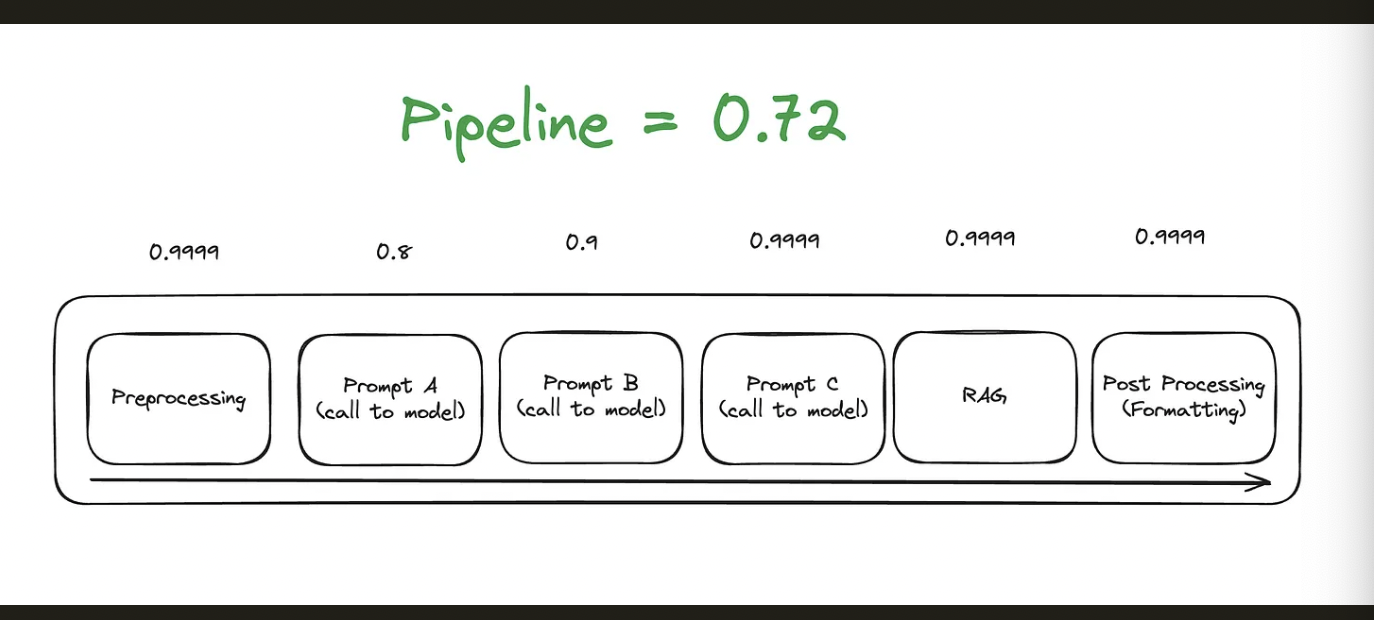 Pipeline = 0.72
0.9999
0.8
0.9
0.9999
0.9999
0.9999
Preprocessing
Prompt A
(call to model)
Prompt B
(call to model)
Prompt C
(call to model)
RAG
Post Processing
(Formatting)